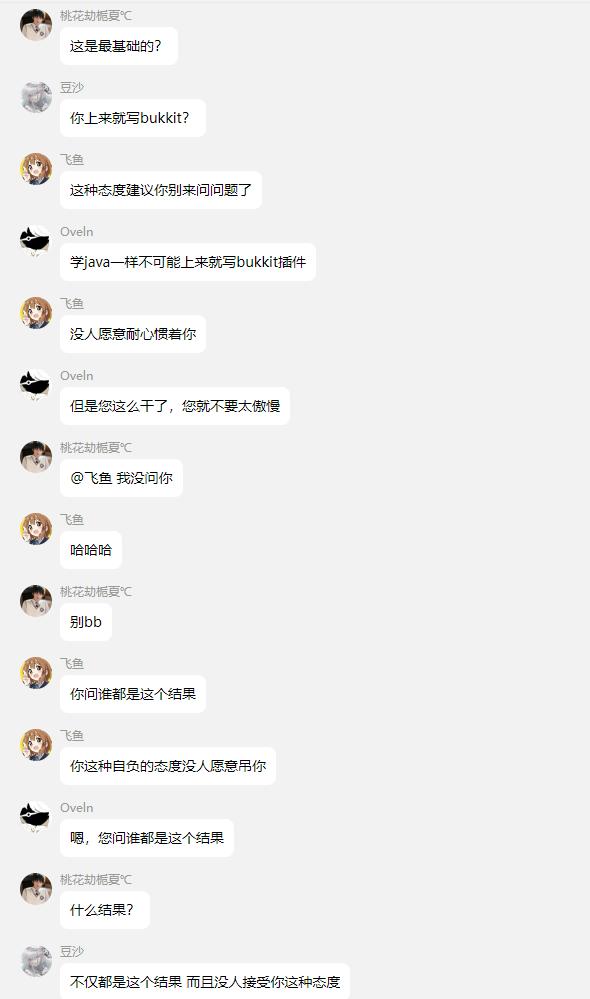 桃花劫栀夏℃
这是最基础的？
豆沙
你上来就写bukkit？
飞鱼
这种态度建议你别来问问题了
Oveln
学java一样不可能上来就写bukkit插件
飞鱼
没人愿意耐心惯着你
Oveln
但是您这么干了，您就不要太傲慢
桃花劫栀夏℃
@飞鱼 我没问你
飞鱼
哈哈哈
桃花劫栀夏℃
别bb
飞鱼
你问谁都是这个结果
飞鱼
你这种自负的态度没人愿意吊你
Oveln
嗯，您问谁都是这个结果
桃花劫栀夏℃
什么结果？
豆沙
不仅都是这个结果 而且没人接受你这种态度